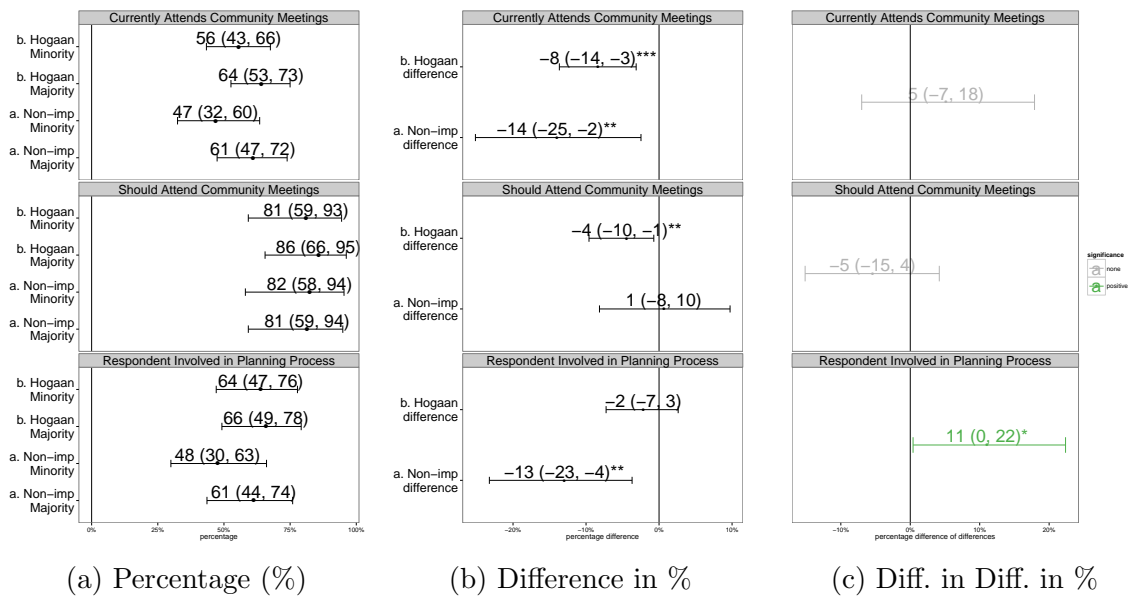 Currently Attends Community Meetings
b. Hogaan
Minority
56 (43, 66)
b. Hogaan
Majority
64 (53, 73)
a. Non−imp
Minority
47 (32, 60)
a. Non−imp
Majority
61 (47, 72)
Should Attend Community Meetings
b. Hogaan
Minority
81 (59, 93)
b. Hogaan
Majority
86 (66, 95)
a. Non−imp
Minority
82 (58, 94)
a. Non−imp
Majority
81 (59, 94)
Respondent Involved in Planning Process
b. Hogaan
Minority
64 (47, 76)
b. Hogaan
Majority
66 (49, 78)
a. Non−imp
Minority
48 (30, 63)
a. Non−imp
Majority
61 (44, 74)
0% 25% 50% 75% 100%
percentage
(a) Percentage (%)
Currently Attends Community Meetings
b. Hogaan
difference
−8 (−14, −3)***
a. Non−imp
difference
−14 (−25, −2)**
Should Attend Community Meetings
b. Hogaan
difference
−4 (−10, −1)**
a. Non−imp
difference
1 (−8, 10)
Respondent Involved in Planning Process
b. Hogaan
difference
−2 (−7, 3)
a. Non−imp
difference
−13 (−23, −4)**
−20% −10% 0% 10%
percentage difference
(b) Difference in %
Currently Attends Community Meetings
5 (−7, 18)
Should Attend Community Meetings
−5 (−15, 4)
Respondent Involved in Planning Process
11 (0, 22)*
−10% 0% 10% 20%
percentage difference of differences
significance
a none
a positive
(c) Diff. in Diff. in %